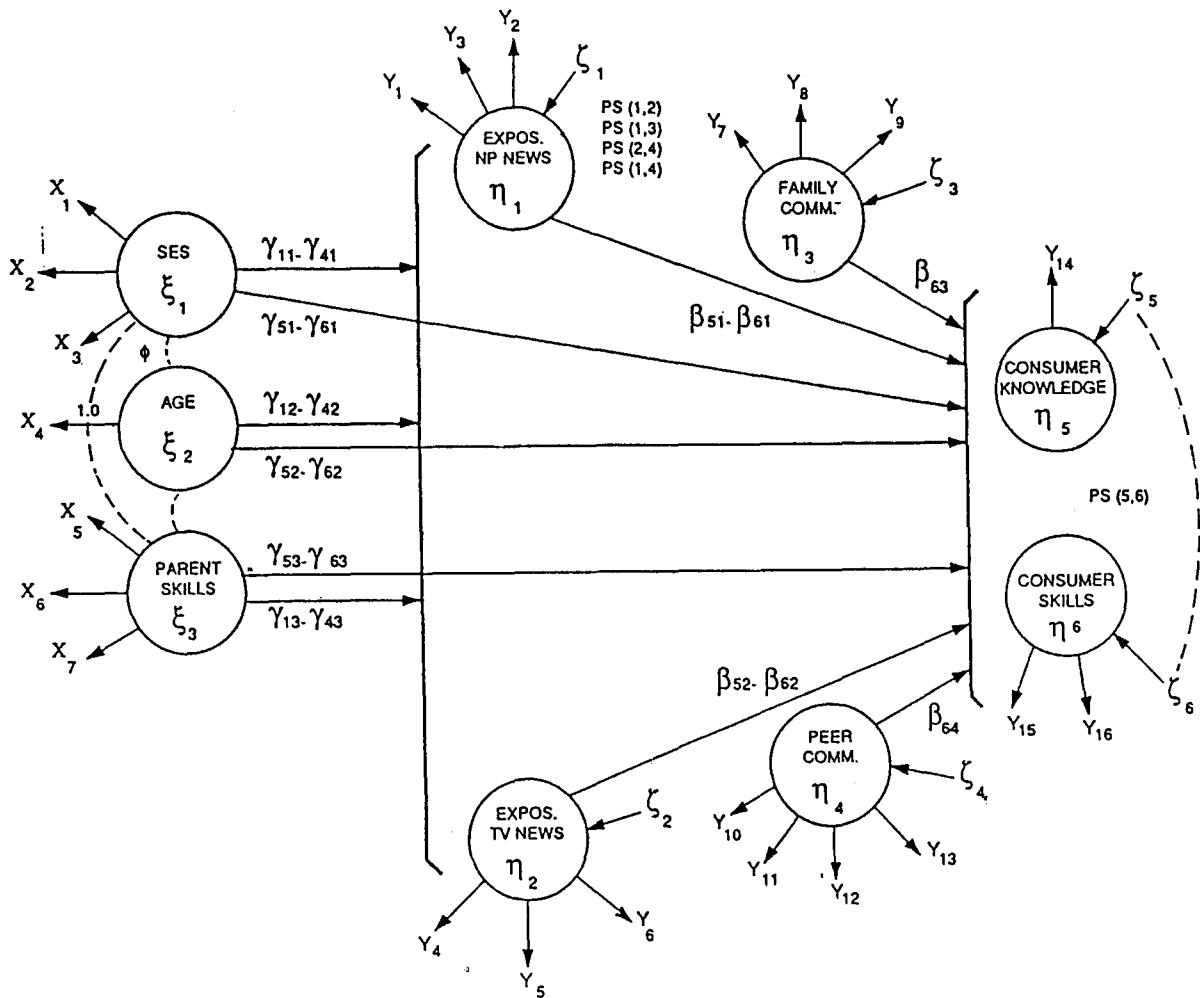 Y₁
Y₃
Y₂
ζ₁
EXPOS.
NP NEWS
η₁
PS (1,2)
PS (1,3)
PS (2,4)
PS (1,4)
Y₇
Y₈
Y₉
FAMILY
COMM.
η₃
ζ₃
β₆₃
X₁
X₂
X₃
SES
ξ₁
γ₁₁- γ₄₁
γ₅₁- γ₆₁
β₅₁- β₆₁
Y₁₄
ζ₅
CONSUMER
KNOWLEDGE
η₅
ϕ
1.0
X₄
AGE
ξ₂
γ₁₂- γ₄₂
γ₅₂- γ₆₂
PS (5,6)
X₅
X₆
X₇
PARENT
SKILLS
ξ₃
γ₅₃- γ₆₃
γ₁₃- γ₄₃
CONSUMER
SKILLS
η6
ζ₆
Y₁₅
Y₁₆
β₅₂- β₆₂
β₆₄
PEER
COMM.
η₄
ζ₄
Y₁₀
Y₁₁
Y₁₂
Y₁₃
EXPOS.
TV NEWS
η₂
ζ₂
Y₄
Y₅
Y₆